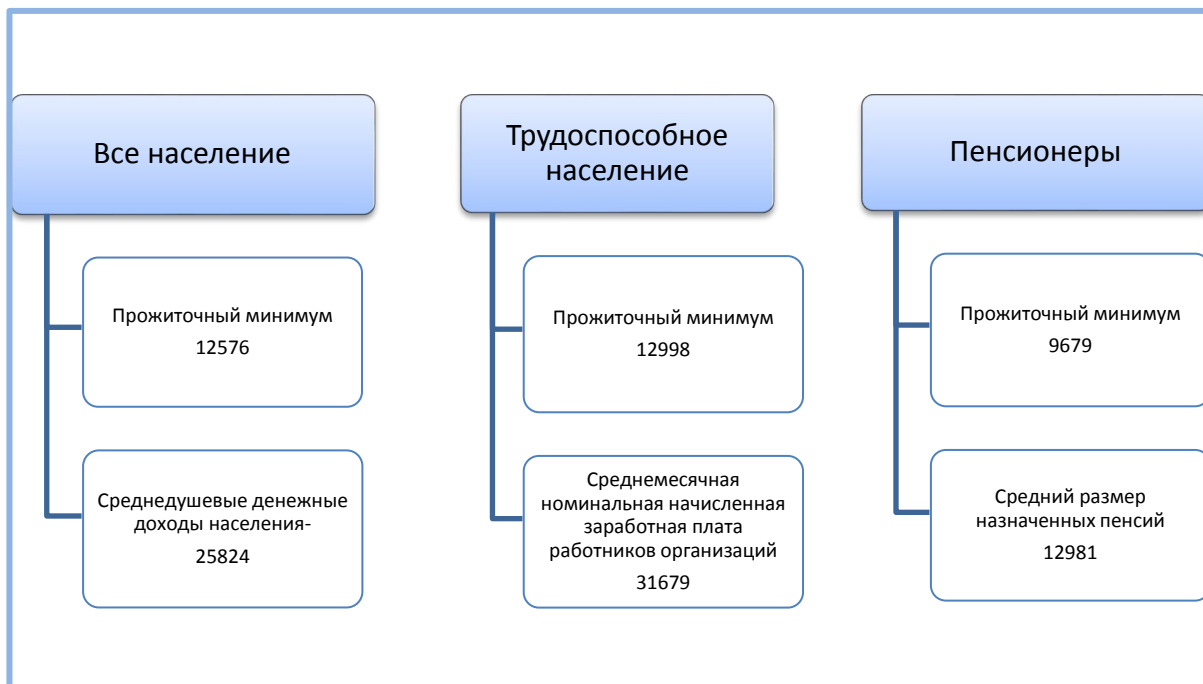 Все население
Прожиточный минимум
12576
Среднедушевые денежные
доходы населения-
25824
Трудоспособное
население
Прожиточный минимум
12998
Среднемесячная
номинальная начисленная
заработная плата
работников организаций
31679
Пенсионеры
Прожиточный минимум
9679
Средний размер
назначенных пенсий
12981